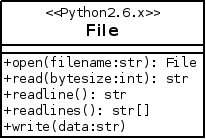 <<Python2.6.x>>
File
+open(filename:str): File
+read(bytesize:int): str
+readline(): str
+readlines(): str[]
+write(data:str)